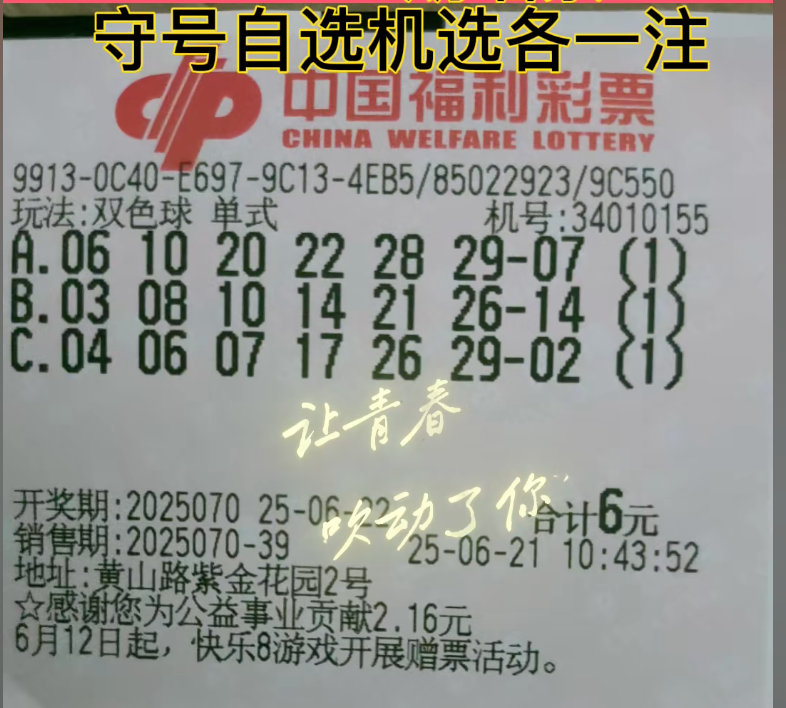 守号自选机选各一注
中国福利彩票
CHINA WELFARE LOTTERY
9913-0C40-E697-9C13-4EB5/85022923/9C550
玩法:双色球 单式 机号:34010155
A.06 10 20 22 28 29-07 (1)
B.03 08 10 14 21 26-14 (1)
C.04 06 07 17 26 29-02 (1)
让青春
吹动了你
开奖期:2025070 25-06-22 合计6元
销售期:2025070-39 25-06-21 10:43:52
地址:黄山路紫金花园2号
☆感谢您为公益事业贡献2.16元
6月12日起，快乐8游戏开展赠票活动。